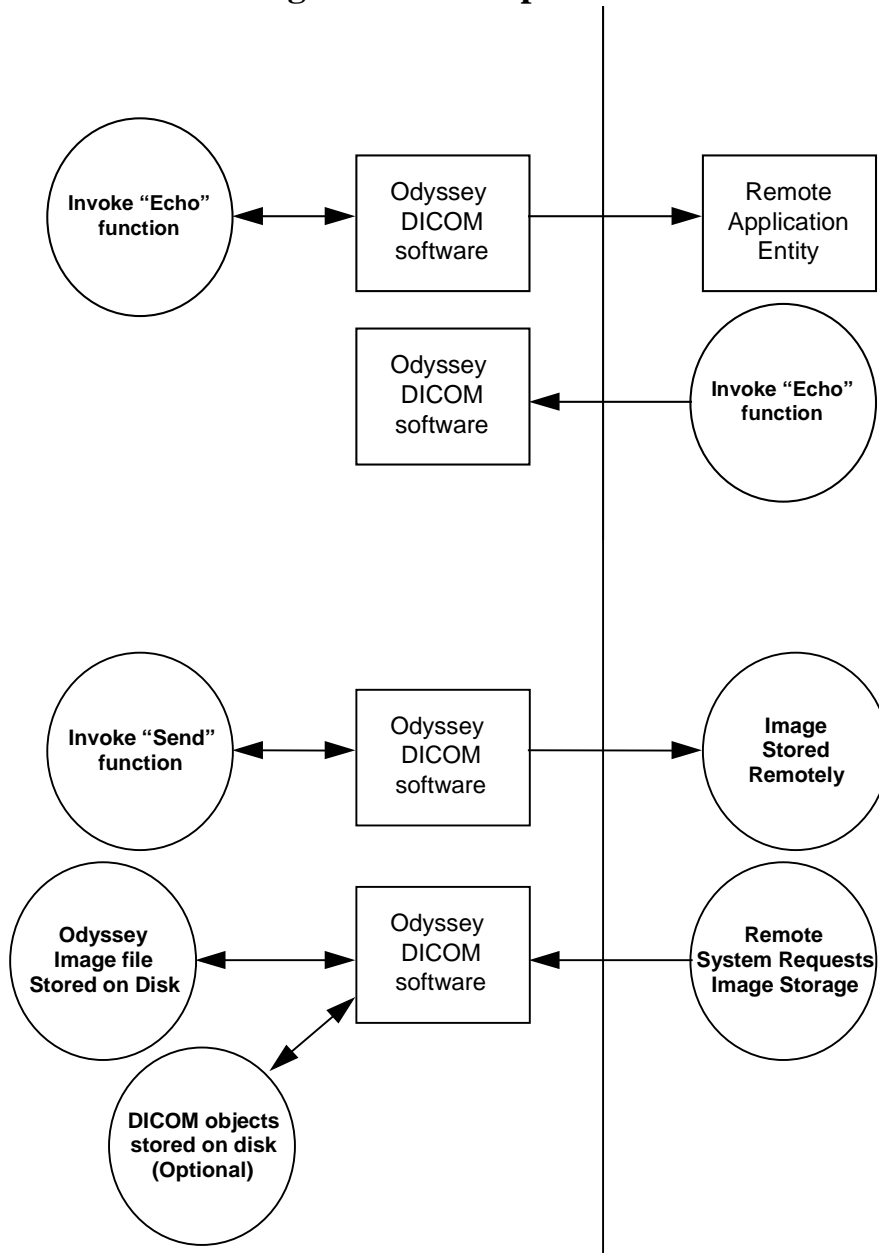 Invoke “Echo”
function
Odyssey
DICOM
software
Remote
Application
Entity
Odyssey
DICOM
software
Invoke “Echo”
function
Invoke “Send”
function
Odyssey
DICOM
software
Image
Stored
Remotely
Odyssey
Image file
Stored on Disk
Odyssey
DICOM
software
Remote
System Requests
Image Storage
DICOM objects
stored on disk
(Optional)